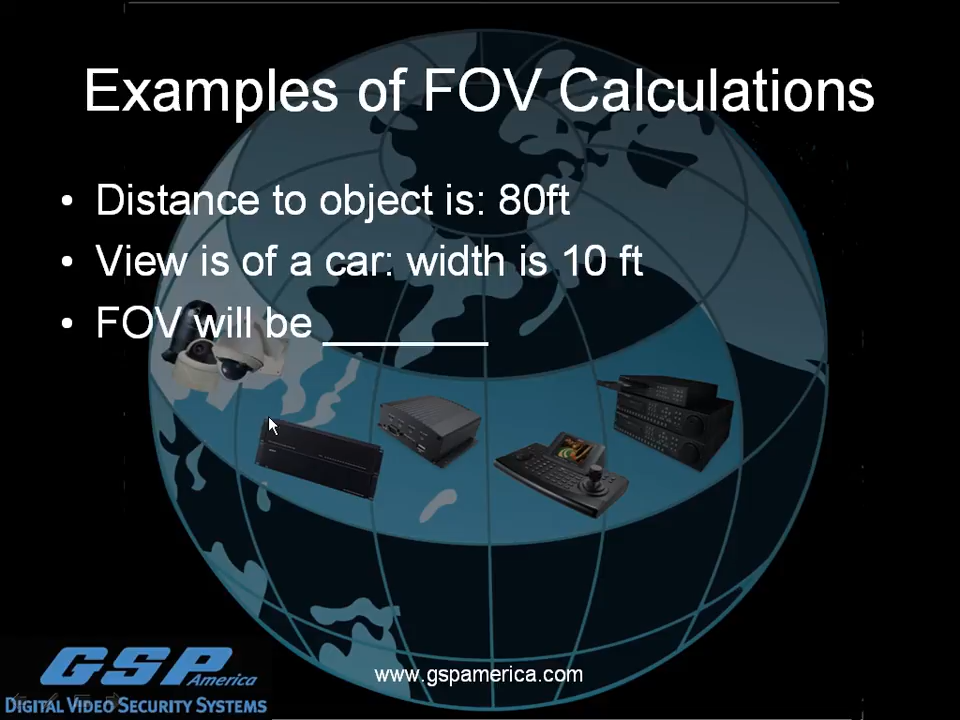 Examples of FOV Calculations
• Distance to object is: 80ft
• View is of a car: width is 10 ft
• FOV will be _______
www.gspamerica.com
GSP
America
DIGITAL VIDEO SECURITY SYSTEMS